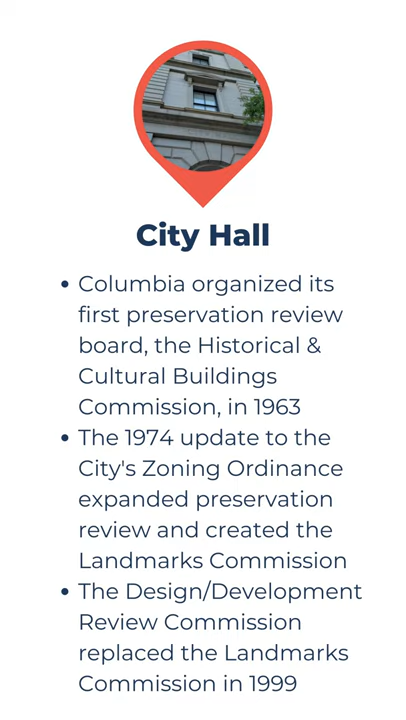 City Hall
• Columbia organized its
first preservation review
board, the Historical &
Cultural Buildings
Commission, in 1963
• The 1974 update to the
City's Zoning Ordinance
expanded preservation
review and created the
Landmarks Commission
• The Design/Development
Review Commission
replaced the Landmarks
Commission in 1999